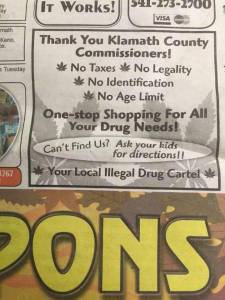 It Works!
541-273-7200
VISA
Thank You Klamath County
Commissioners!
No Taxes No Legality
No Identification
No Age Limit
One-stop Shopping For All
Your Drug Needs!
Can't Find Us? Ask your kids
for directions!!
Your Local Illegal Drug Cartel
Tuesday
PONS